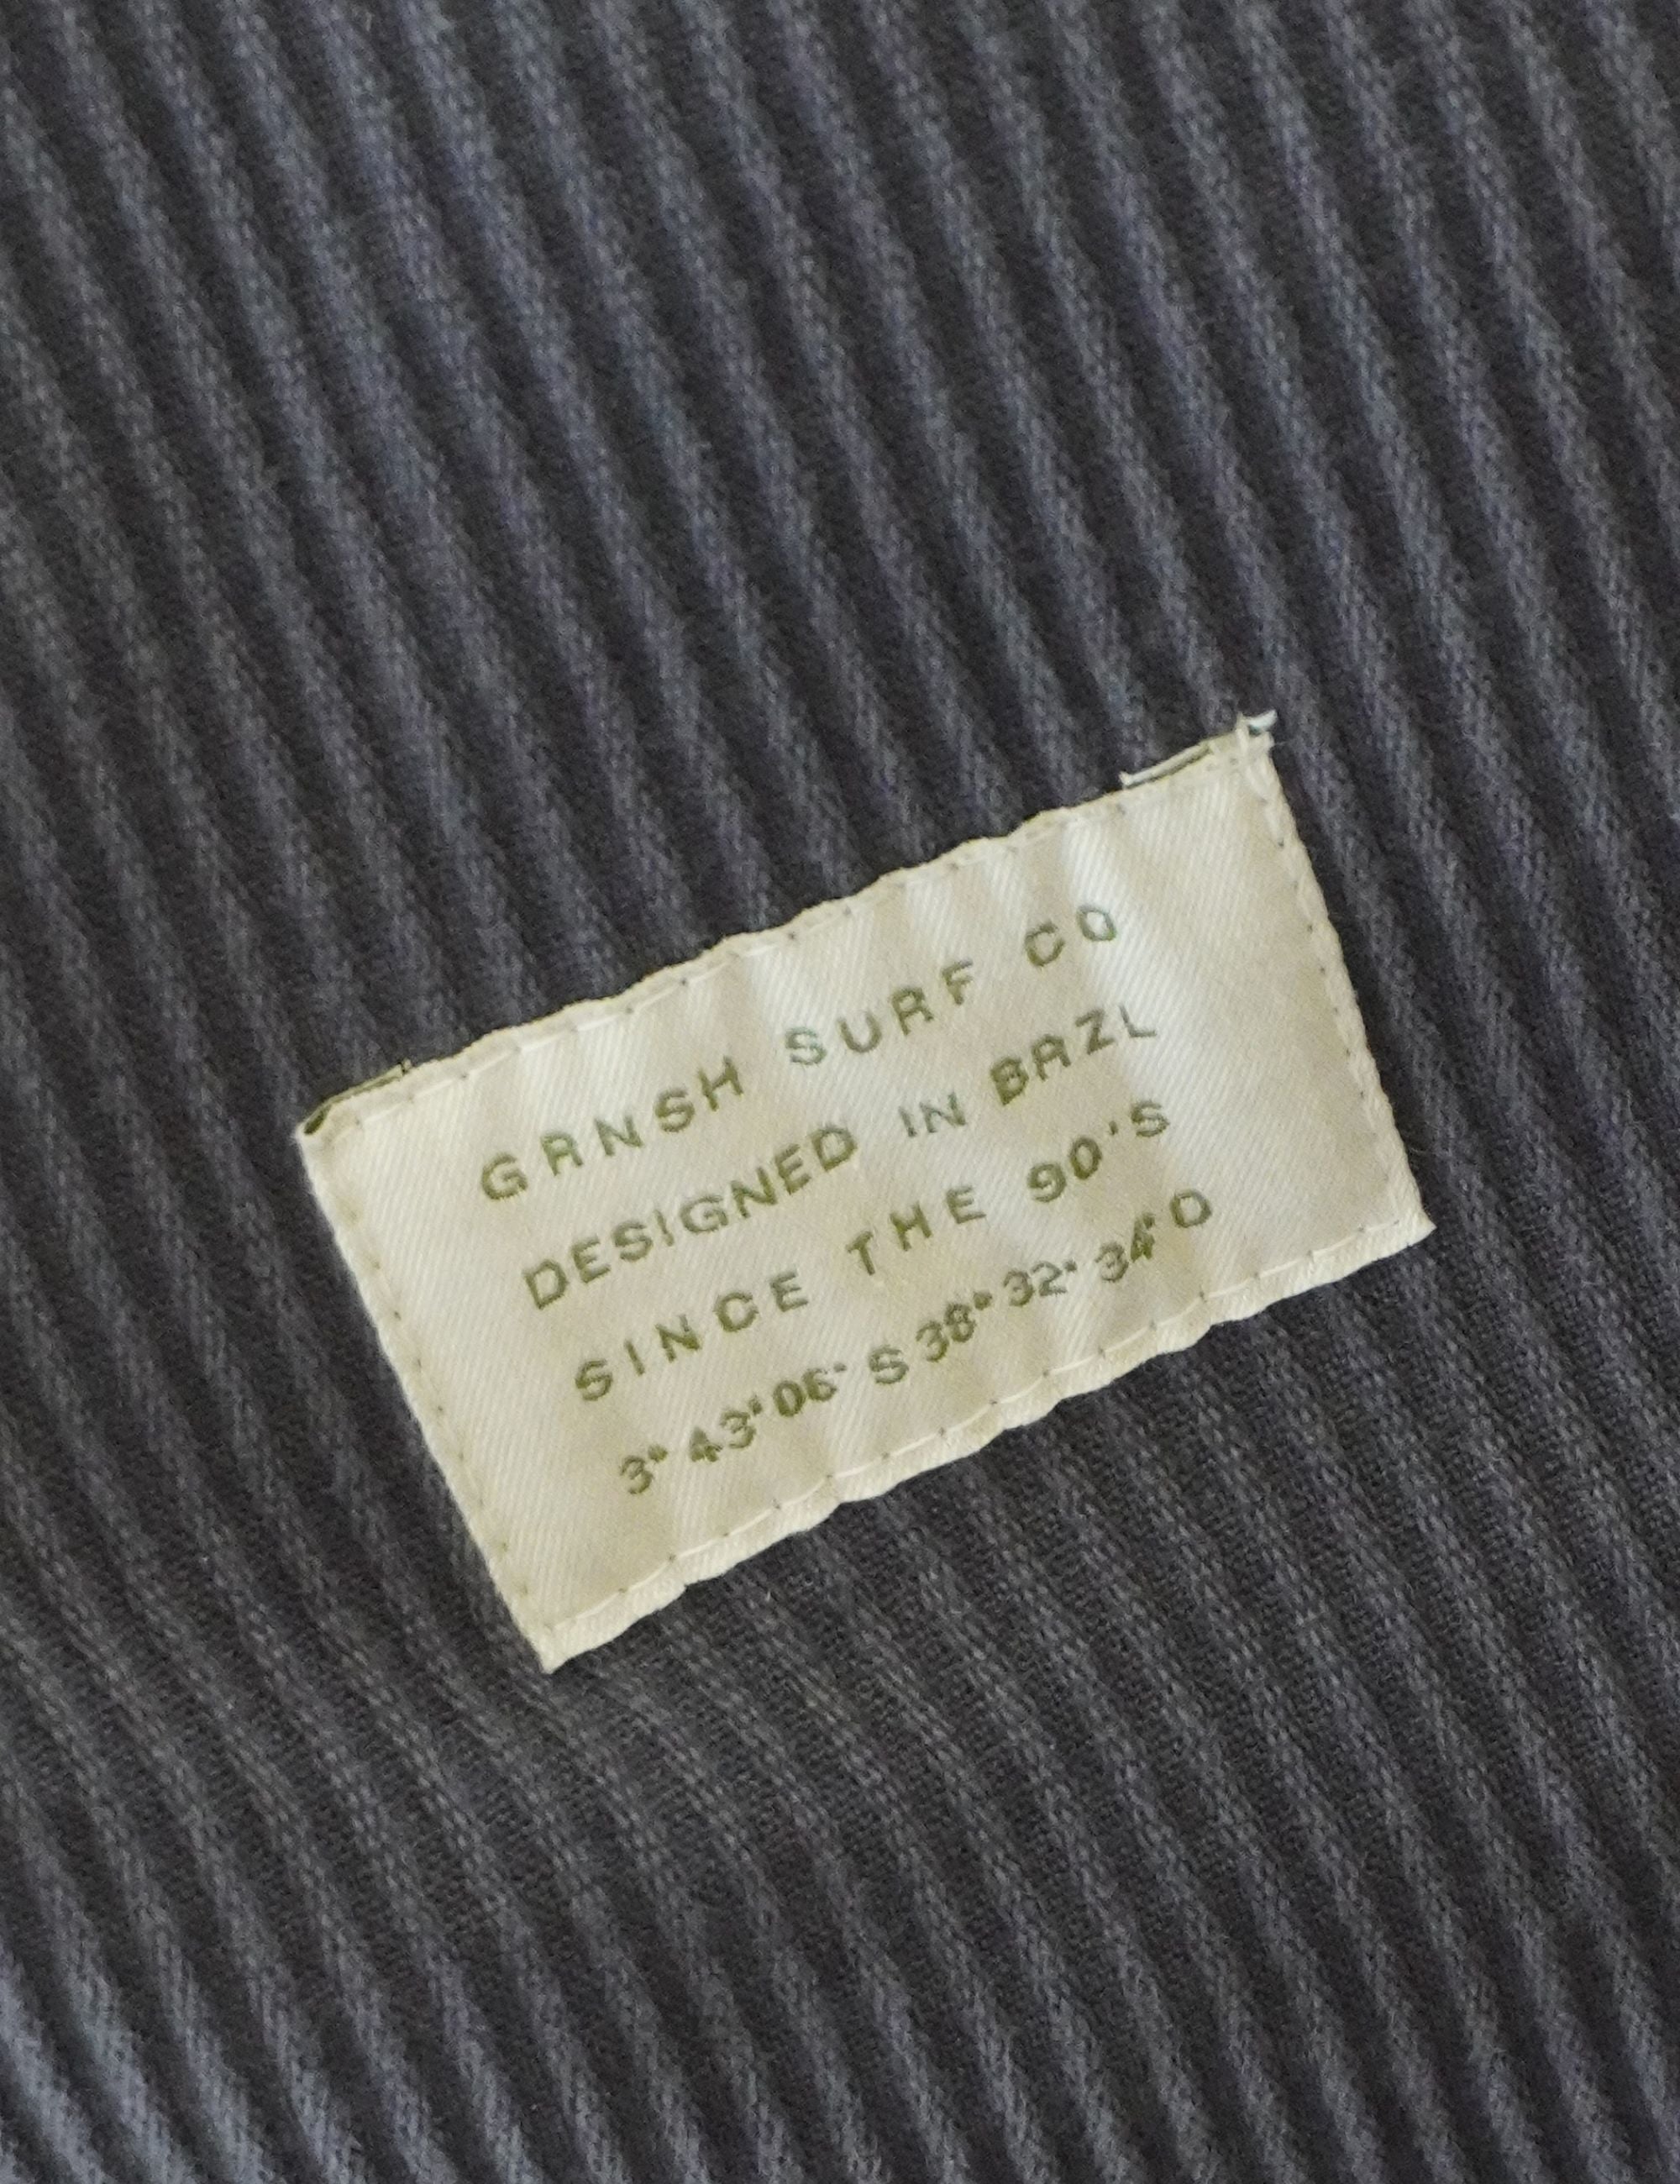 GRNSH SURF CO
DESIGNED IN BRZL
SINCE THE 90'S
3° 43' 06" S 38° 32' 34" O